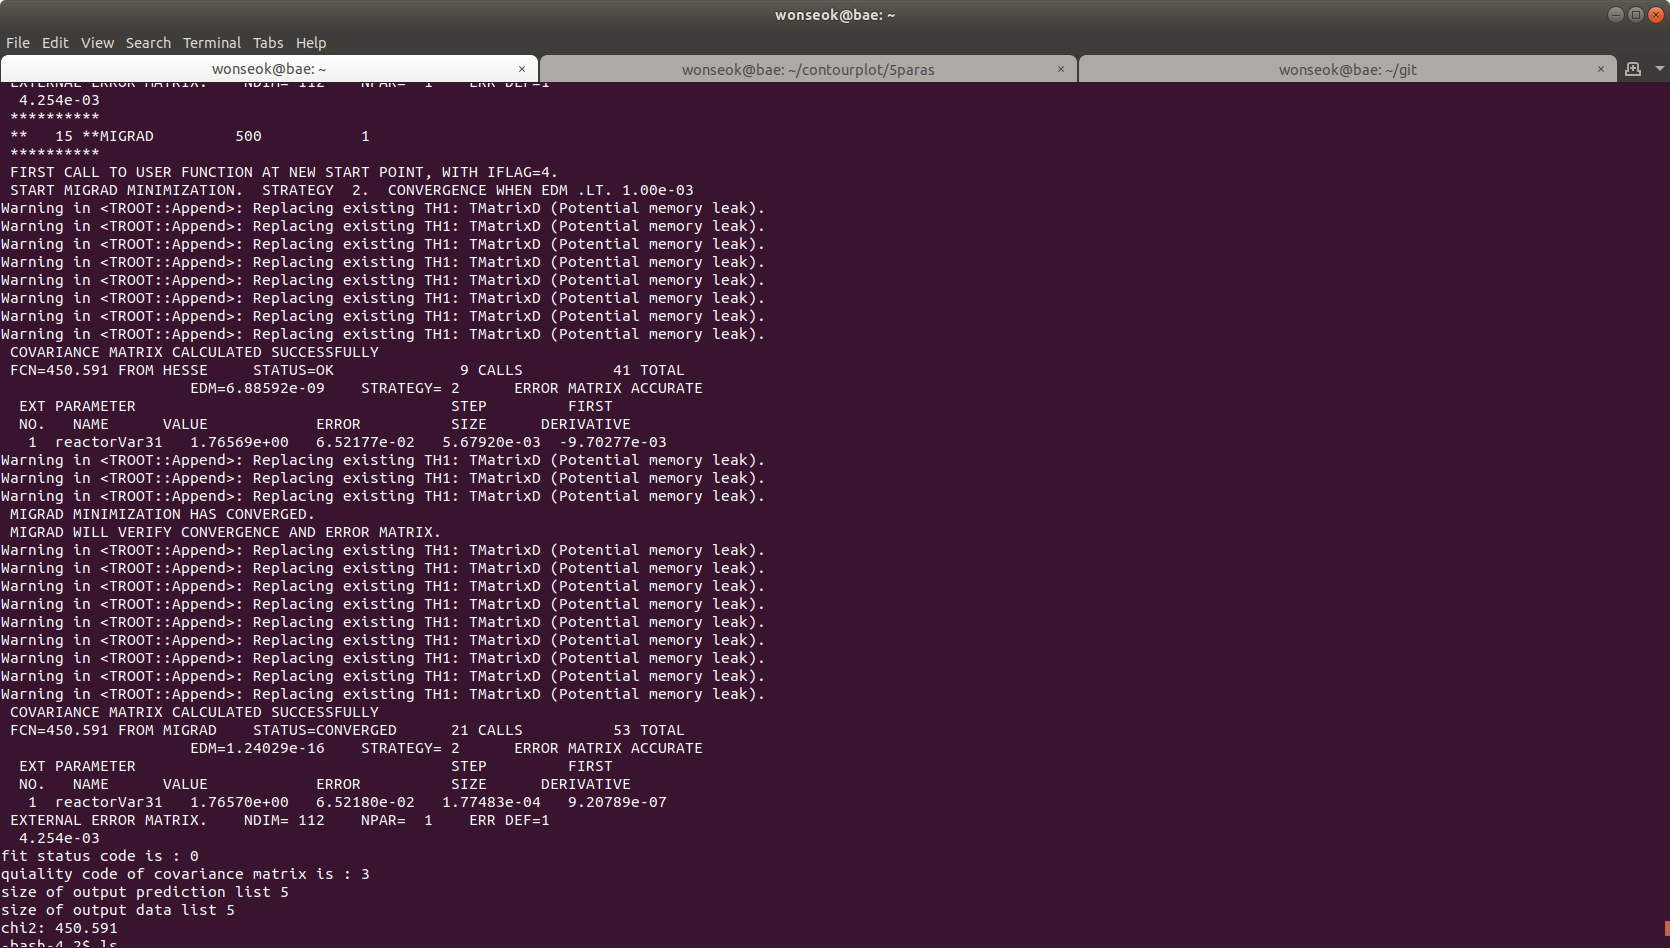 wonseok@bae: ~
File Edit View Search Terminal Tabs Help
wonseok@bae: ~ × wonseok@bae: ~/contourplot/5paras × wonseok@bae: ~/git ×
EXTERNAL ERROR MATRIX. NDIM= 112 NPAR= 1 ERR DEF=1
4.254e-03
**********
** 15 **MIGRAD 500 1
**********
FIRST CALL TO USER FUNCTION AT NEW START POINT, WITH IFLAG=4.
START MIGRAD MINIMIZATION. STRATEGY 2. CONVERGENCE WHEN EDM .LT. 1.00e-03
Warning in <TROOT::Append>: Replacing existing TH1: TMatrixD (Potential memory leak).
Warning in <TROOT::Append>: Replacing existing TH1: TMatrixD (Potential memory leak).
Warning in <TROOT::Append>: Replacing existing TH1: TMatrixD (Potential memory leak).
Warning in <TROOT::Append>: Replacing existing TH1: TMatrixD (Potential memory leak).
Warning in <TROOT::Append>: Replacing existing TH1: TMatrixD (Potential memory leak).
Warning in <TROOT::Append>: Replacing existing TH1: TMatrixD (Potential memory leak).
Warning in <TROOT::Append>: Replacing existing TH1: TMatrixD (Potential memory leak).
Warning in <TROOT::Append>: Replacing existing TH1: TMatrixD (Potential memory leak).
COVARIANCE MATRIX CALCULATED SUCCESSFULLY
FCN=450.591 FROM HESSE STATUS=OK 9 CALLS 41 TOTAL
EDM=6.88592e-09 STRATEGY= 2 ERROR MATRIX ACCURATE
EXT PARAMETER STEP FIRST
NO. NAME VALUE ERROR SIZE DERIVATIVE
1 reactorVar31 1.76569e+00 6.52177e-02 5.67920e-03 -9.70277e-03
Warning in <TROOT::Append>: Replacing existing TH1: TMatrixD (Potential memory leak).
Warning in <TROOT::Append>: Replacing existing TH1: TMatrixD (Potential memory leak).
Warning in <TROOT::Append>: Replacing existing TH1: TMatrixD (Potential memory leak).
MIGRAD MINIMIZATION HAS CONVERGED.
MIGRAD WILL VERIFY CONVERGENCE AND ERROR MATRIX.
Warning in <TROOT::Append>: Replacing existing TH1: TMatrixD (Potential memory leak).
Warning in <TROOT::Append>: Replacing existing TH1: TMatrixD (Potential memory leak).
Warning in <TROOT::Append>: Replacing existing TH1: TMatrixD (Potential memory leak).
Warning in <TROOT::Append>: Replacing existing TH1: TMatrixD (Potential memory leak).
Warning in <TROOT::Append>: Replacing existing TH1: TMatrixD (Potential memory leak).
Warning in <TROOT::Append>: Replacing existing TH1: TMatrixD (Potential memory leak).
Warning in <TROOT::Append>: Replacing existing TH1: TMatrixD (Potential memory leak).
Warning in <TROOT::Append>: Replacing existing TH1: TMatrixD (Potential memory leak).
Warning in <TROOT::Append>: Replacing existing TH1: TMatrixD (Potential memory leak).
COVARIANCE MATRIX CALCULATED SUCCESSFULLY
FCN=450.591 FROM MIGRAD STATUS=CONVERGED 21 CALLS 53 TOTAL
EDM=1.24029e-16 STRATEGY= 2 ERROR MATRIX ACCURATE
EXT PARAMETER STEP FIRST
NO. NAME VALUE ERROR SIZE DERIVATIVE
1 reactorVar31 1.76570e+00 6.52180e-02 1.77483e-04 9.20789e-07
EXTERNAL ERROR MATRIX. NDIM= 112 NPAR= 1 ERR DEF=1
4.254e-03
fit status code is : 0
quiality code of covariance matrix is : 3
size of output prediction list 5
size of output data list 5
chi2: 450.591
-bash-4.2$ ls